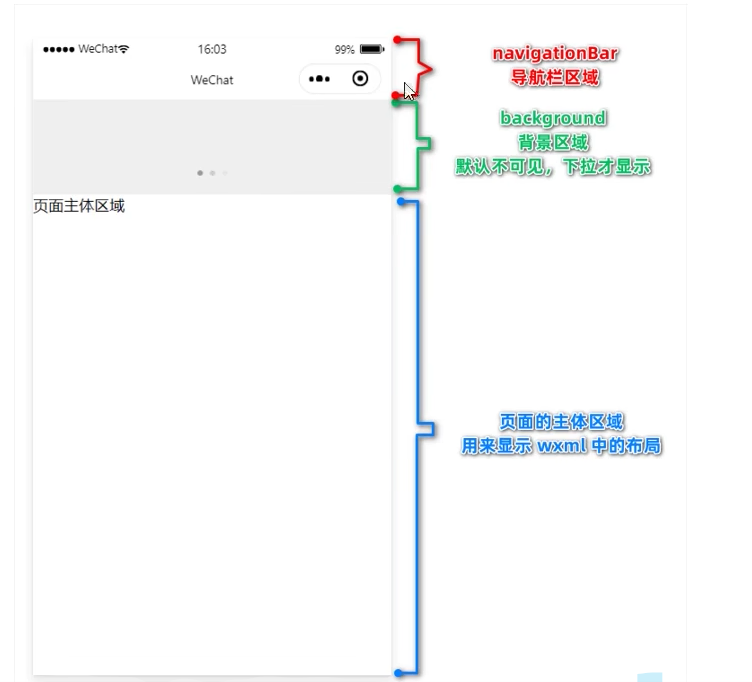 WeChat 16:03 99%
WeChat
navigationBar
导航栏区域
background
背景区域
默认不可见，下拉才显示
页面主体区域
页面的主体区域
用来显示 wxml 中的布局